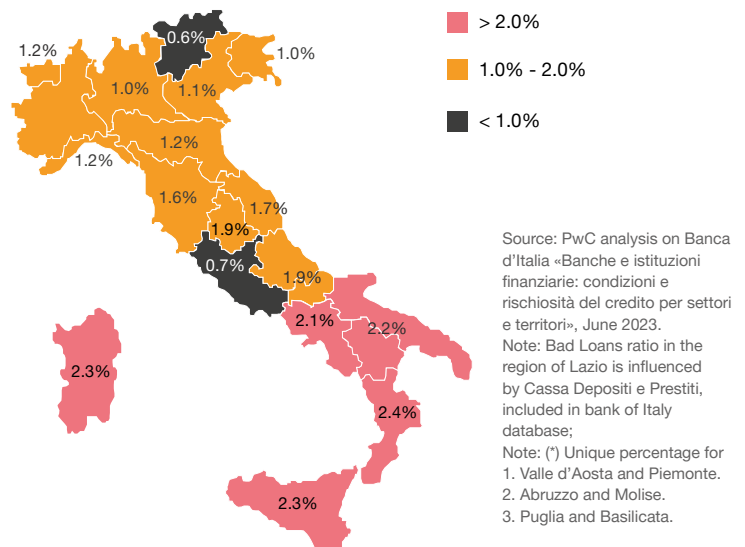 > 2.0%
1.0% - 2.0%
< 1.0%
0.6%
1.2%
1.0%
1.0%
1.1%
1.2%
1.2%
1.6%
1.7%
1.9%
0.7%
1.9%
2.1%
2.2%
2.3%
2.4%
2.3%
Source: PwC analysis on Banca
d'Italia «Banche e istituzioni
finanziarie: condizioni e
rischiosità del credito per settori
e territori», June 2023.
Note: Bad Loans ratio in the
region of Lazio is influenced
by Cassa Depositi e Prestiti,
included in bank of Italy
database;
Note: (*) Unique percentage for
1. Valle d'Aosta and Piemonte.
2. Abruzzo and Molise.
3. Puglia and Basilicata.